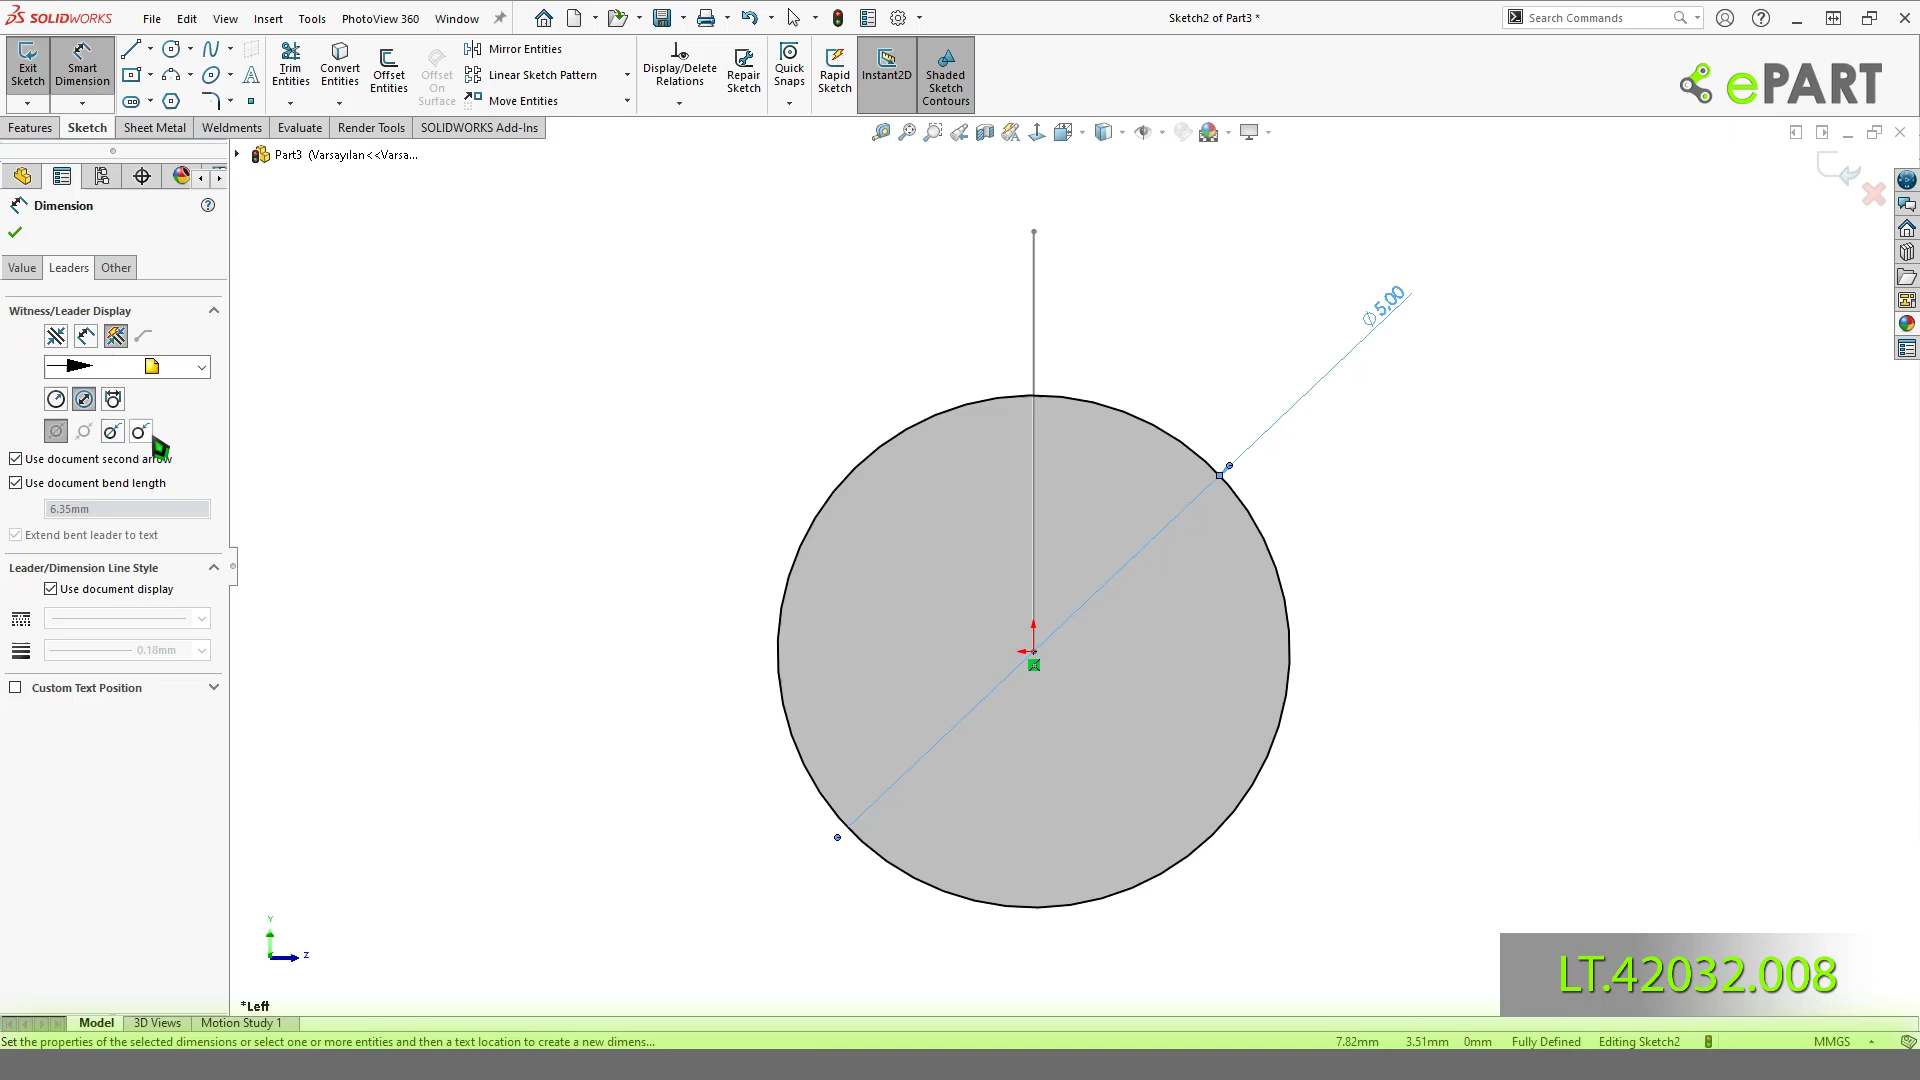 SOLIDWORKS File Edit View Insert Tools PhotoView 360 Window Sketch2 of Part3 * Search Commands
Exit Sketch
Smart Dimension
Trim Entities
Convert Entities
Offset Entities
Offset On Surface
Mirror Entities
Linear Sketch Pattern
Move Entities
Display/Delete Relations
Repair Sketch
Quick Snaps
Rapid Sketch
Instant2D
Shaded Sketch Contours
ePART
Features Sketch Sheet Metal Weldments Evaluate Render Tools SOLIDWORKS Add-Ins
Part3 (Varsayılan<<Varsa...
Dimension
Value Leaders Other
Witness/Leader Display
Use document second arrow
Use document bend length
6.35mm
Extend bent leader to text
Leader/Dimension Line Style
Use document display
0.18mm
Custom Text Position
∅5,00
Y
Z
*Left
LT.42032.008
Model 3D Views Motion Study 1
Set the properties of the selected dimensions or select one or more entities and then a text location to create a new dimens... 7.82mm 3.51mm 0mm Fully Defined Editing Sketch2 MMGS